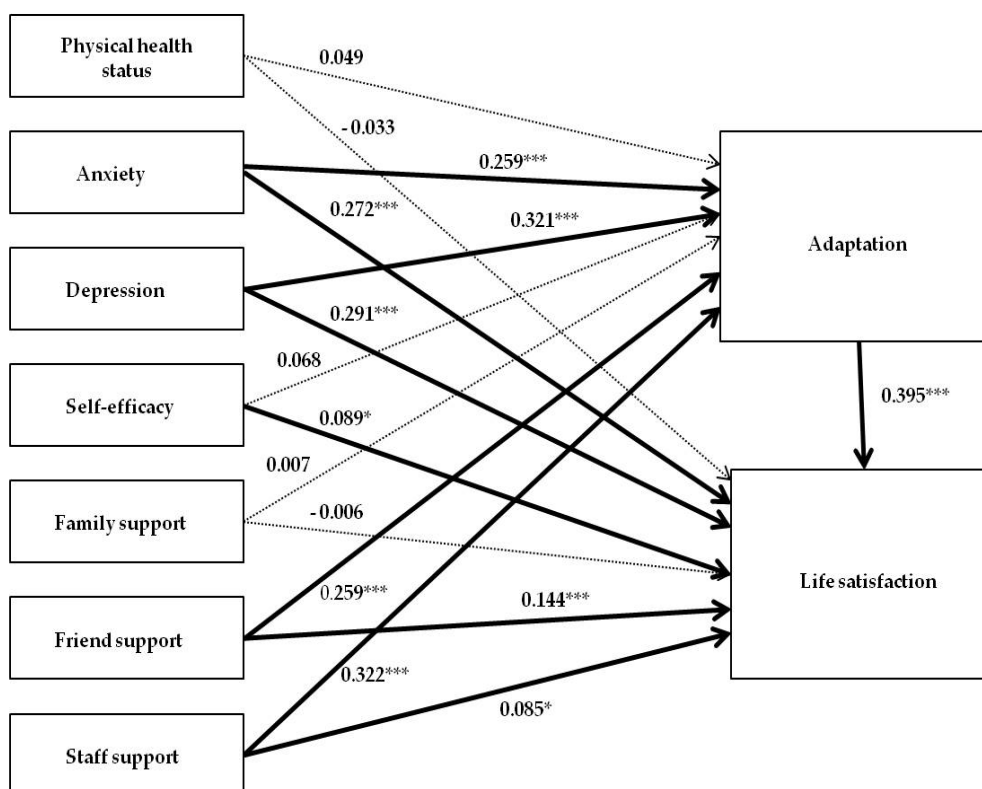 Physical health
status
0.049
- 0.033
Anxiety
0.259***
0.272***
0.321***
Adaptation
Depression
0.291***
0.068
Self-efficacy
0.089*
0.395***
0.007
Family support
- 0.006
Life satisfaction
0.259***
0.144***
Friend support
0.322***
0.085*
Staff support